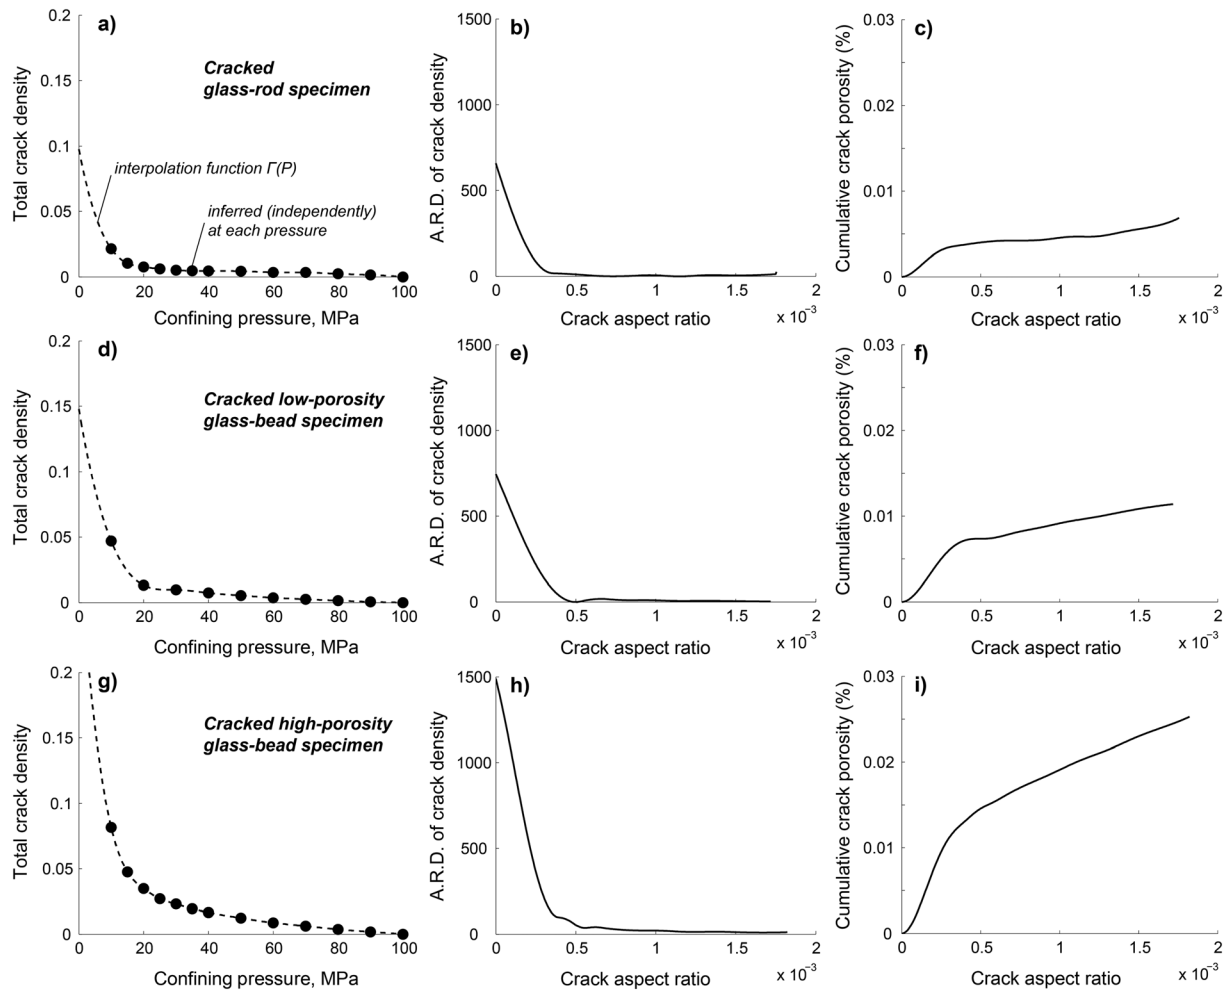 a)
0.2
0.15
0.1
0.05
0
Total crack density
Cracked
glass-rod specimen
interpolation function Γ(P)
inferred (independently)
at each pressure
0 20 40 60 80 100
Confining pressure, MPa
b)
1500
1000
500
0
A.R.D. of crack density
0 0.5 1 1.5 2
x 10⁻³
Crack aspect ratio
c)
0.03
0.02
0.01
0
Cumulative crack porosity (%)
0 0.5 1 1.5 2
x 10⁻³
Crack aspect ratio
d)
0.2
0.15
0.1
0.05
0
Total crack density
Cracked low-porosity
glass-bead specimen
0 20 40 60 80 100
Confining pressure, MPa
e)
1500
1000
500
0
A.R.D. of crack density
0 0.5 1 1.5 2
x 10⁻³
Crack aspect ratio
f)
0.03
0.02
0.01
0
Cumulative crack porosity (%)
0 0.5 1 1.5 2
x 10⁻³
Crack aspect ratio
g)
0.2
0.15
0.1
0.05
0
Total crack density
Cracked high-porosity
glass-bead specimen
0 20 40 60 80 100
Confining pressure, MPa
h)
1500
1000
500
0
A.R.D. of crack density
0 0.5 1 1.5 2
x 10⁻³
Crack aspect ratio
i)
0.03
0.02
0.01
0
Cumulative crack porosity (%)
0 0.5 1 1.5 2
x 10⁻³
Crack aspect ratio